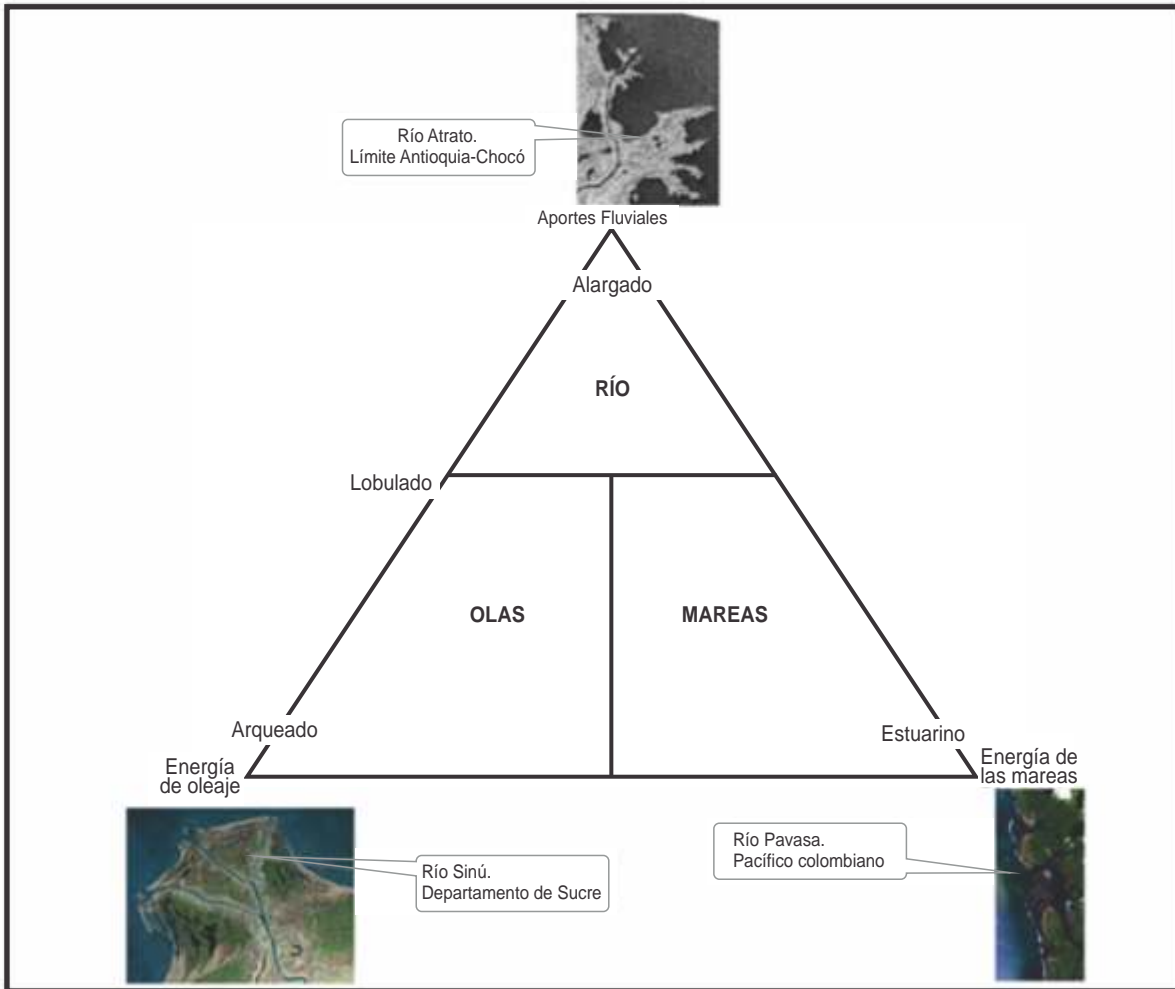 Río Atrato.
Límite Antioquia-Chocó
Aportes Fluviales
Alargado
RÍO
Lobulado
OLAS
MAREAS
Arqueado
Estuarino
Energía
de oleaje
Energía de
las mareas
Río Sinú.
Departamento de Sucre
Río Pavasa.
Pacífico colombiano